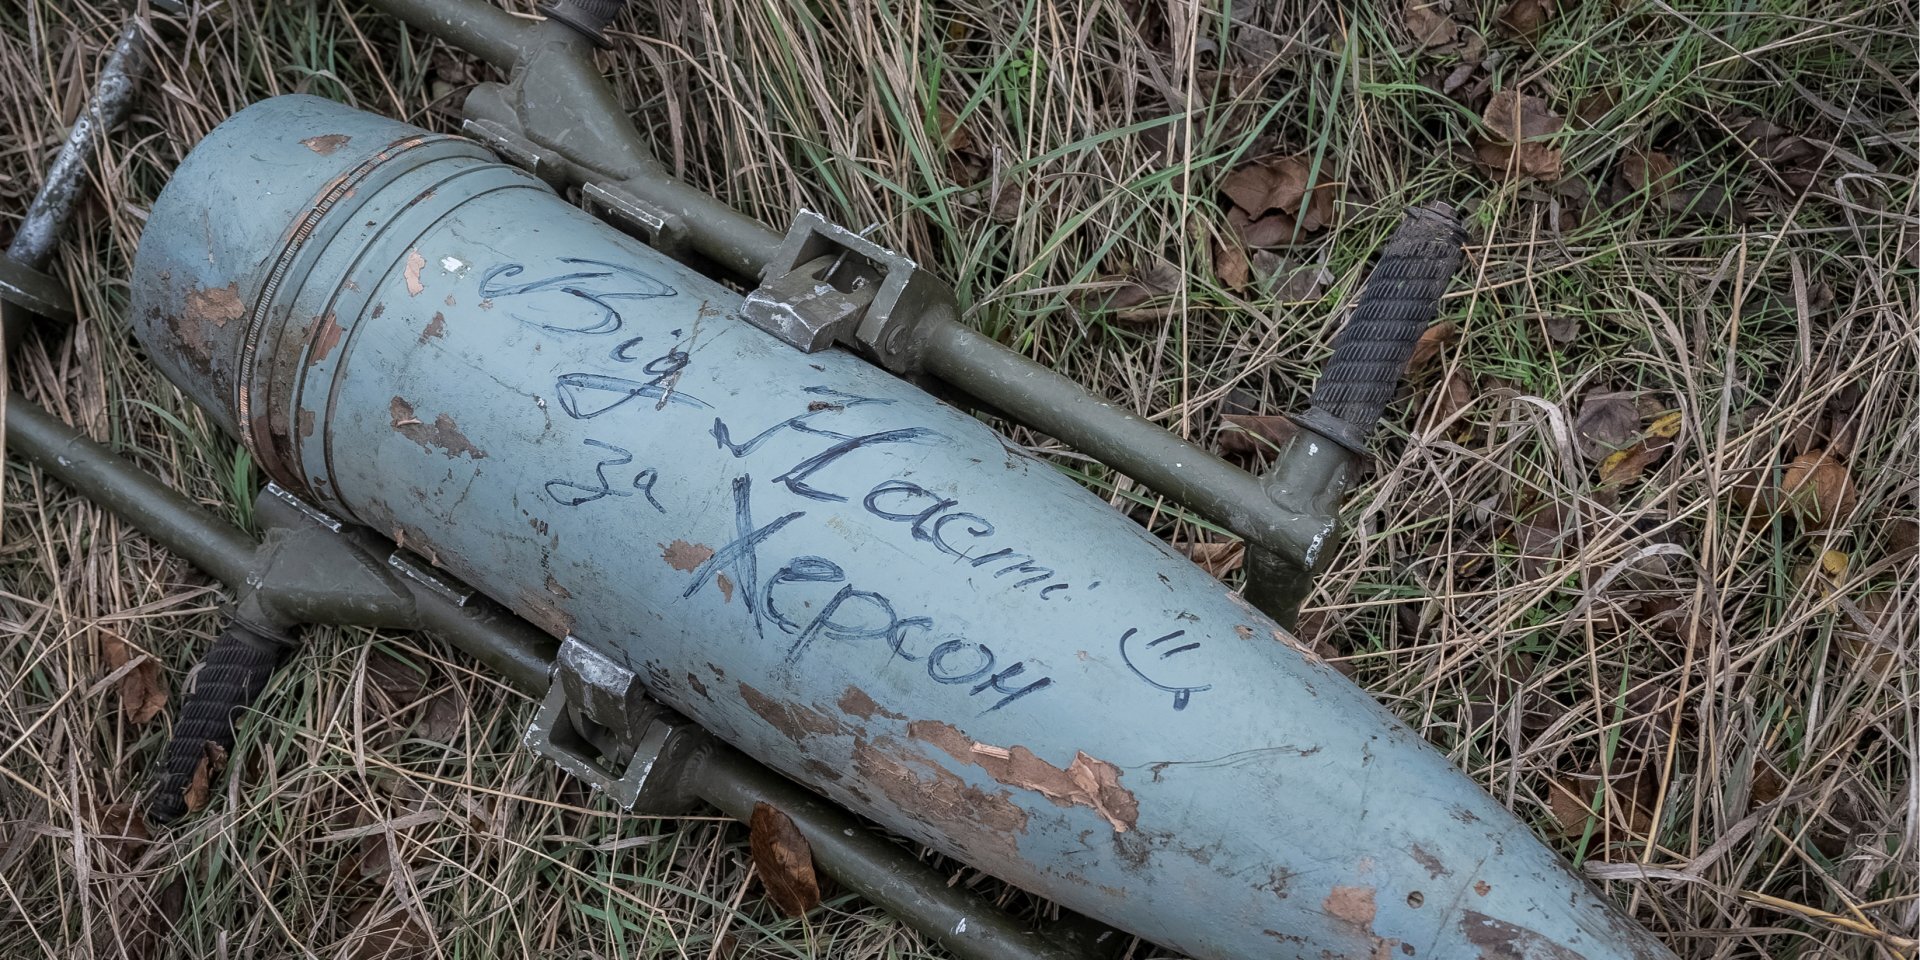 Від Насті :)
За Херсон